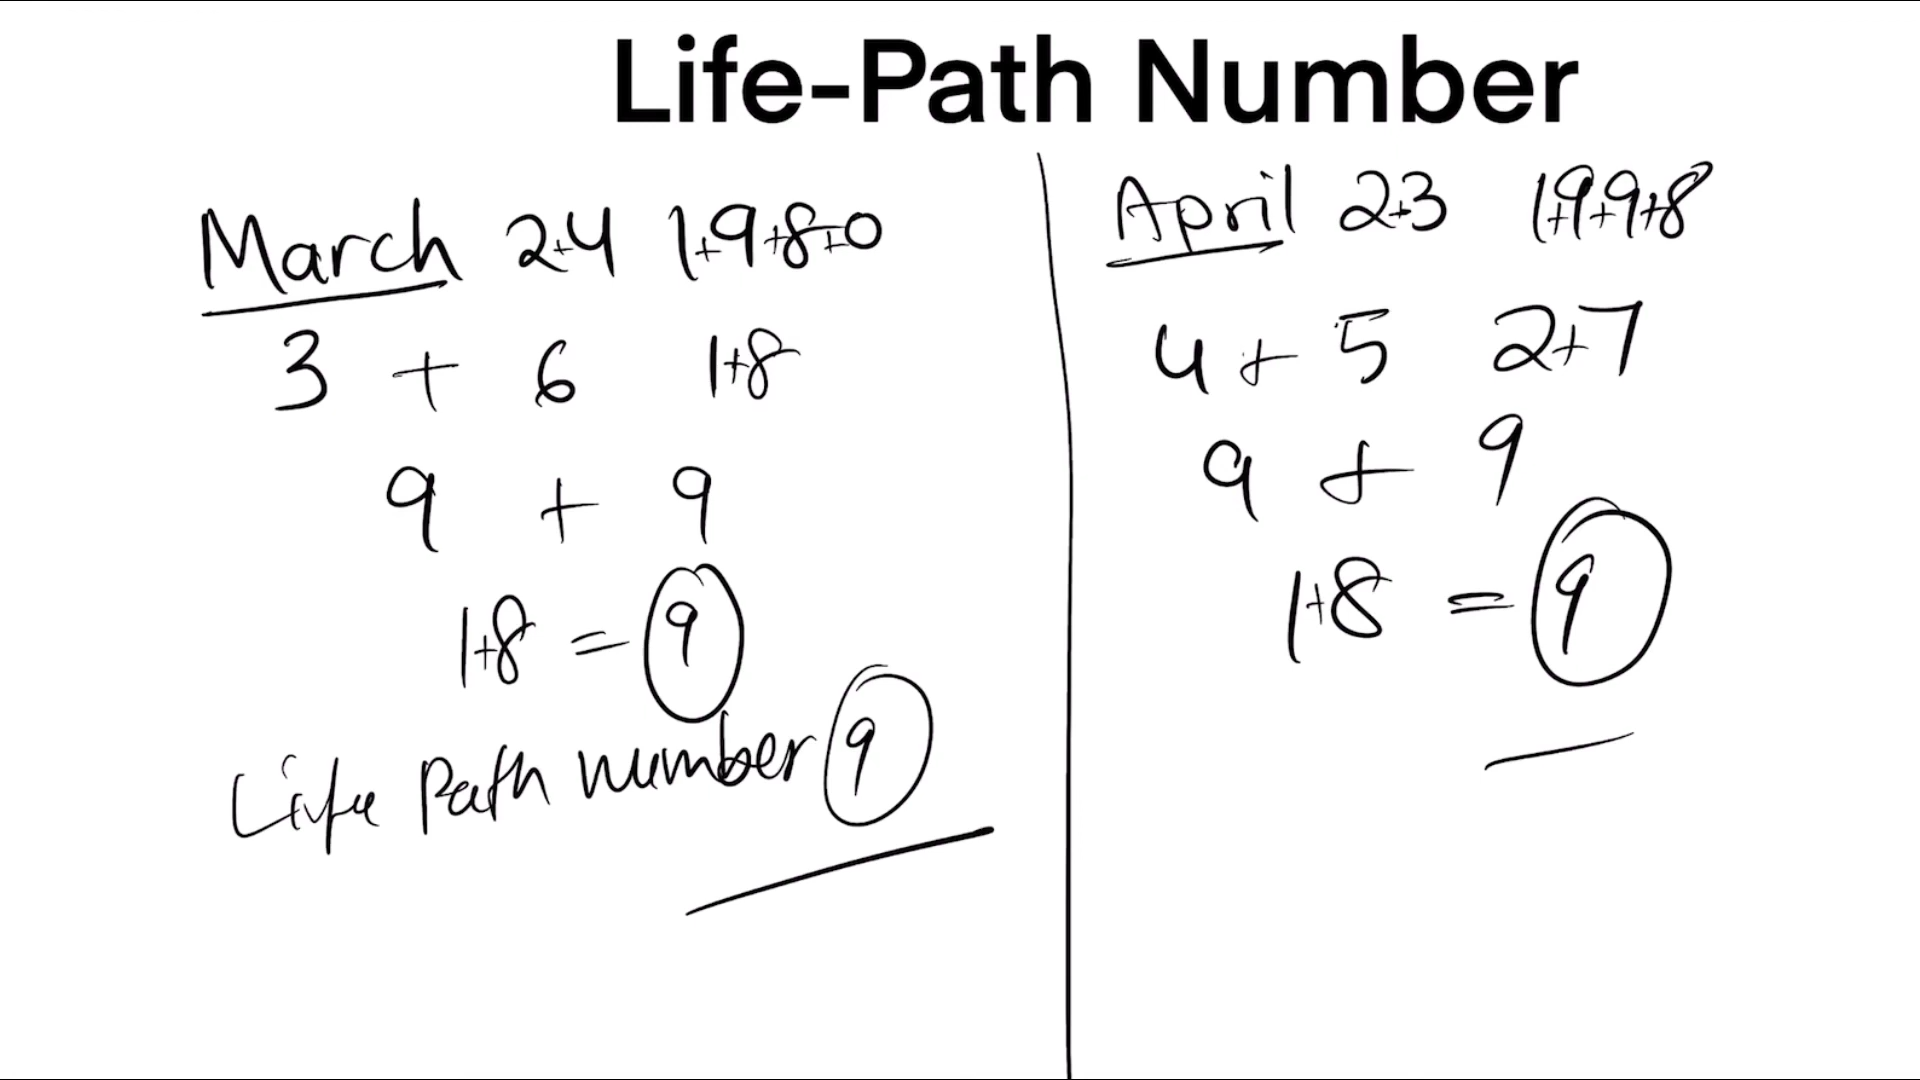 Life-Path Number
March 2+4 1+9+8+0
3 + 6 1+8
9 + 9
1+8 = 9
Life Path number 9
April 2+3 1+9+9+8
4 + 5 2+7
9 + 9
1+8 = 9